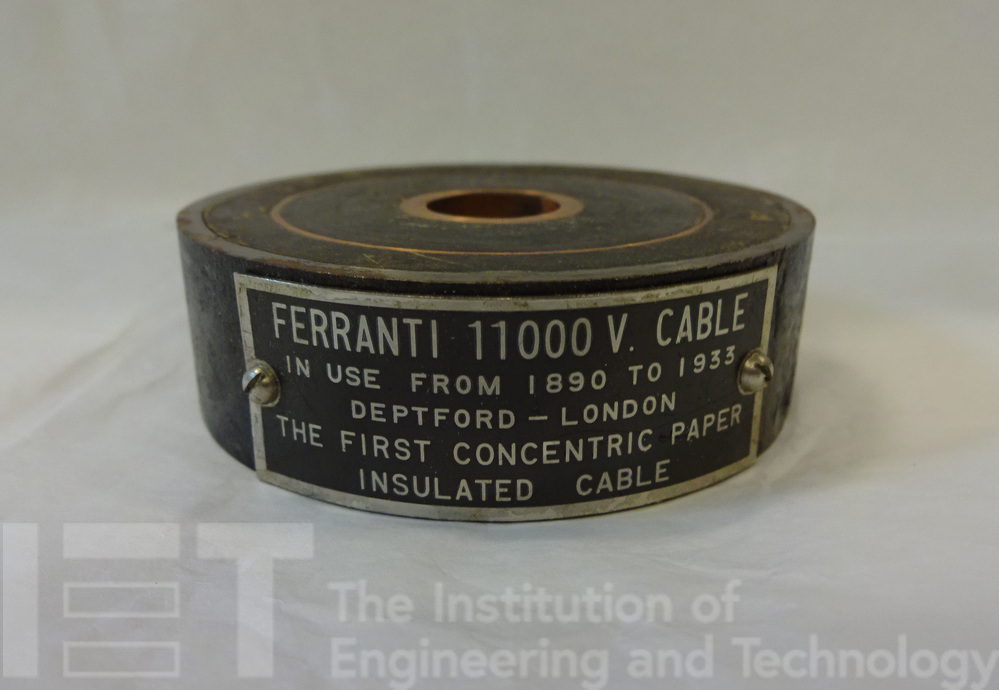 FERRANTI 11000 V. CABLE
IN USE FROM 1890 TO 1933
DEPTFORD – LONDON
THE FIRST CONCENTRIC PAPER
INSULATED CABLE
IET
The Institution of
Engineering and Technology